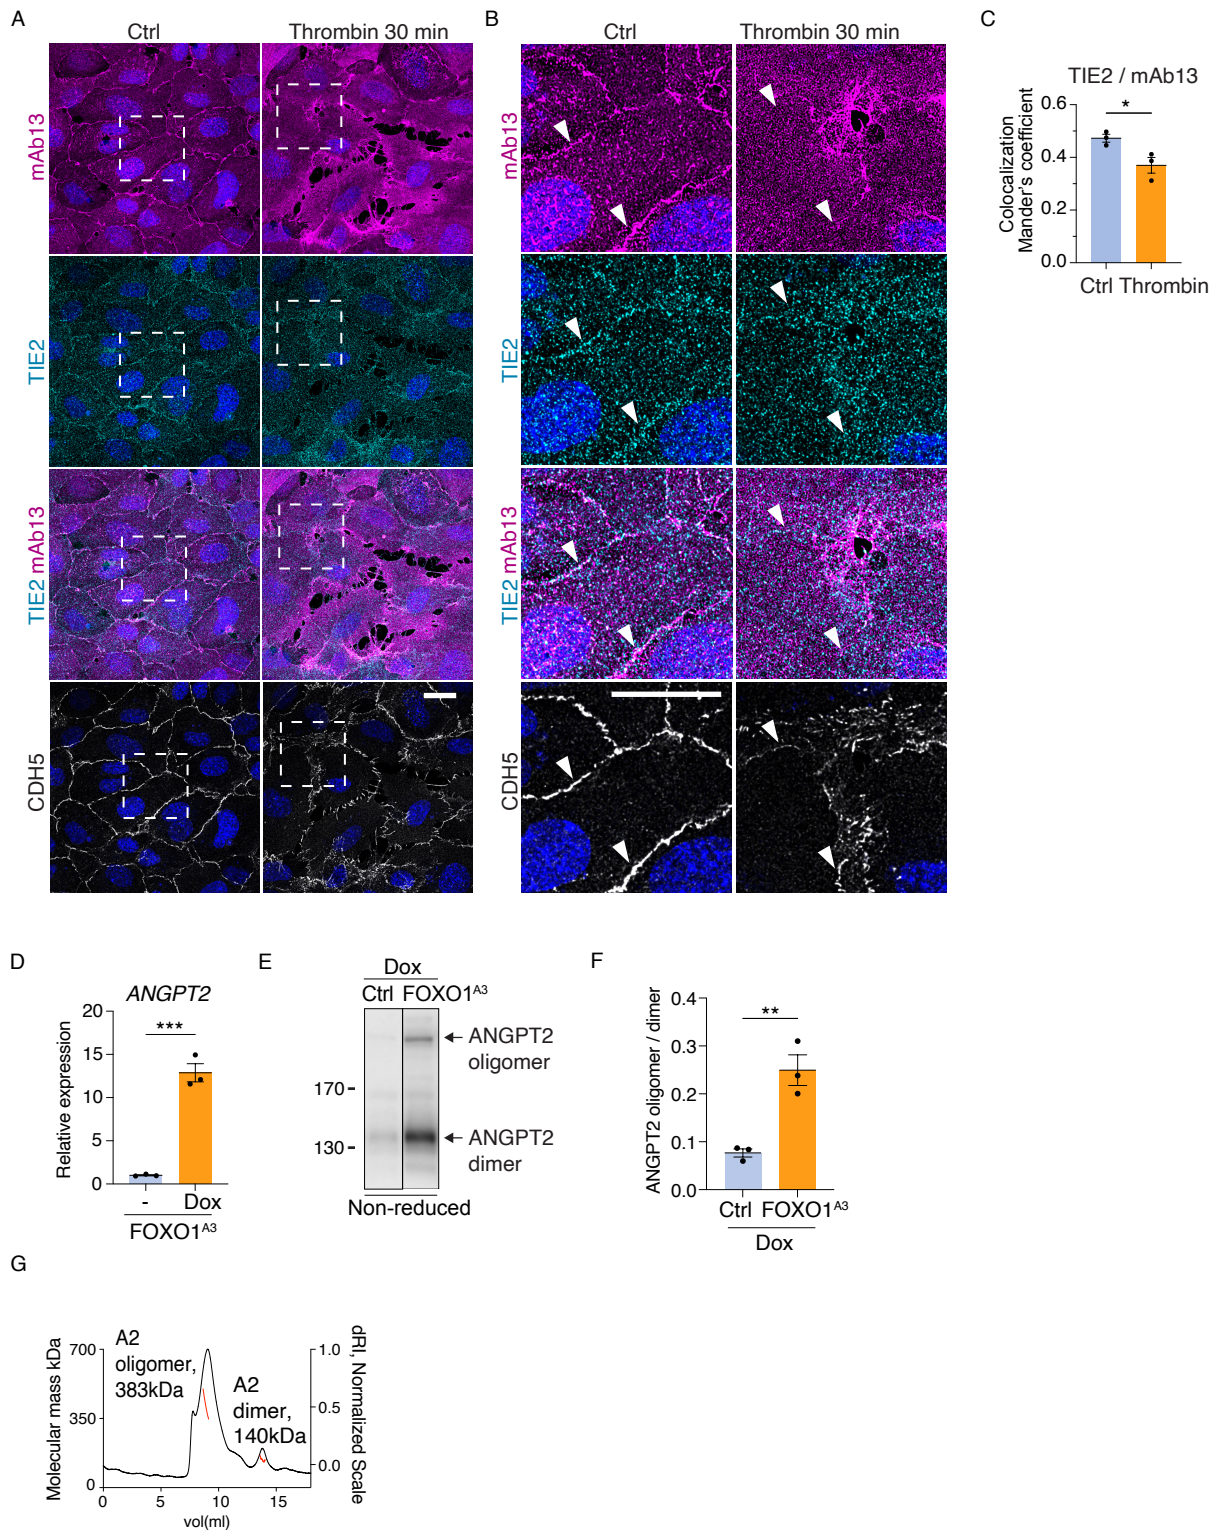 A
Ctrl
Thrombin 30 min
mAb13
TIE2
TIE2 mAb13
CDH5
B
Ctrl
Thrombin 30 min
mAb13
TIE2
TIE2 mAb13
CDH5
C
TIE2 / mAb13
*
Colocalization
Mander's coefficient
0.6
0.4
0.2
0.0
Ctrl Thrombin
D
ANGPT2
***
Relative expression
20
15
10
5
0
- Dox
FOXO1A3
E
Dox
Ctrl FOXO1A3
ANGPT2
oligomer
170
130
ANGPT2
dimer
Non-reduced
F
**
ANGPT2 oligomer / dimer
0.4
0.3
0.2
0.1
0.0
Ctrl FOXO1A3
Dox
G
Molecular mass kDa
700
350
0
A2
oligomer,
383kDa
A2
dimer,
140kDa
1.0
0.5
0.0
dRI, Normalized Scale
0 5 10 15
vol(ml)